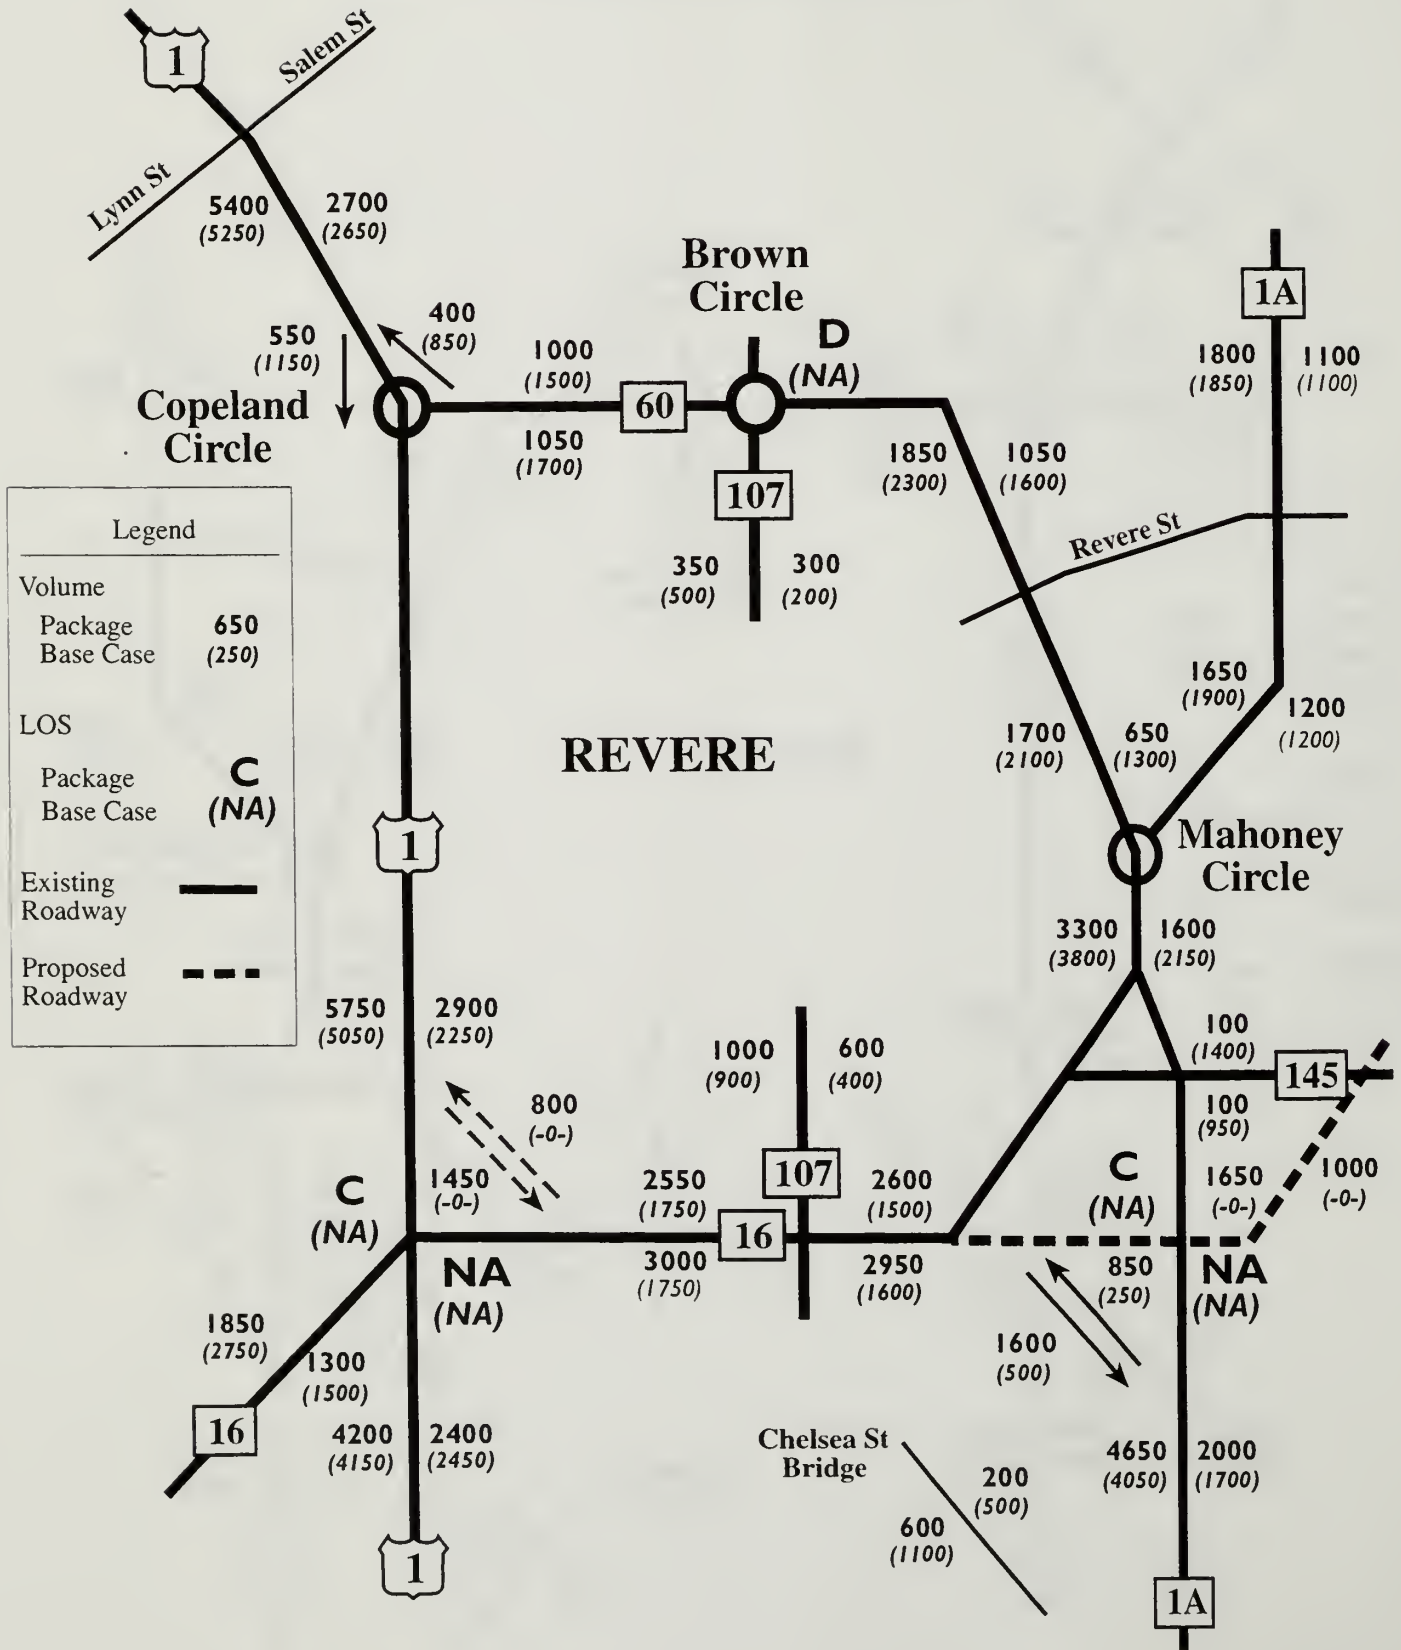 1
Salem St
Lynn St
5400
(5250)
2700
(2650)
Brown
Circle
1A
400
(850)
550
(1150)
1000
(1500)
D
(NA)
1800
(1850)
1100
(1100)
Copeland
Circle
60
1050
(1700)
107
1850
(2300)
1050
(1600)
Revere St
350
(500)
300
(200)
Legend
Volume
Package 650
Base Case (250)
LOS
Package C
Base Case (NA)
Existing
Roadway
Proposed
Roadway
1650
(1900)
1200
(1200)
REVERE
1700
(2100)
650
(1300)
1
Mahoney
Circle
3300
(3800)
1600
(2150)
5750
(5050)
2900
(2250)
1000
(900)
600
(400)
100
(1400)
145
100
(950)
800
(-0-)
1450
(-0-)
C
(NA)
2550
(1750)
107
2600
(1500)
C
(NA)
1650
(-0-)
1000
(-0-)
16
NA
(NA)
3000
(1750)
2950
(1600)
850
(250)
NA
(NA)
1850
(2750)
1300
(1500)
1600
(500)
16
4200
(4150)
2400
(2450)
Chelsea St
Bridge
200
(500)
600
(1100)
4650
(4050)
2000
(1700)
1
1A